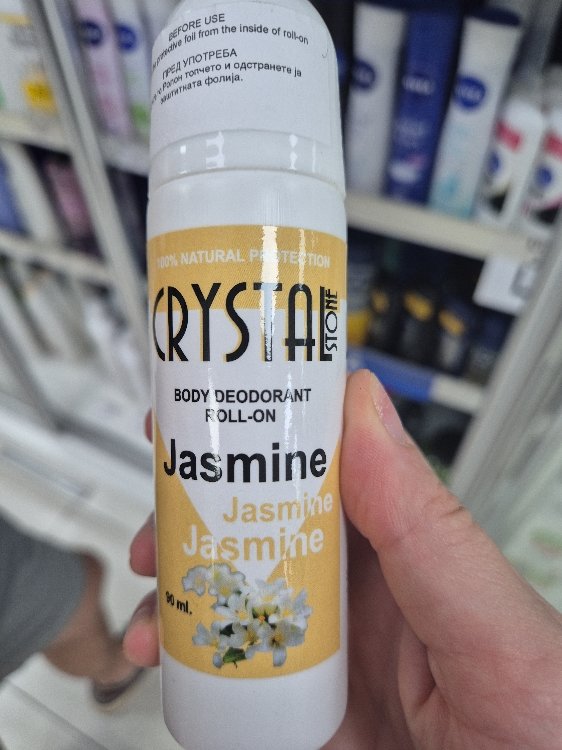 BEFORE USE
protective foil from the inside of roll-on
ПРЕД УПОТРЕБА
Ролон топчето и одстранете ја
заштитката фолија.
100% NATURAL PROTECTION
CRYSTAL
STONE
BODY DEODORANT
ROLL-ON
Jasmine
Jasmine
Jasmine
90 ml.